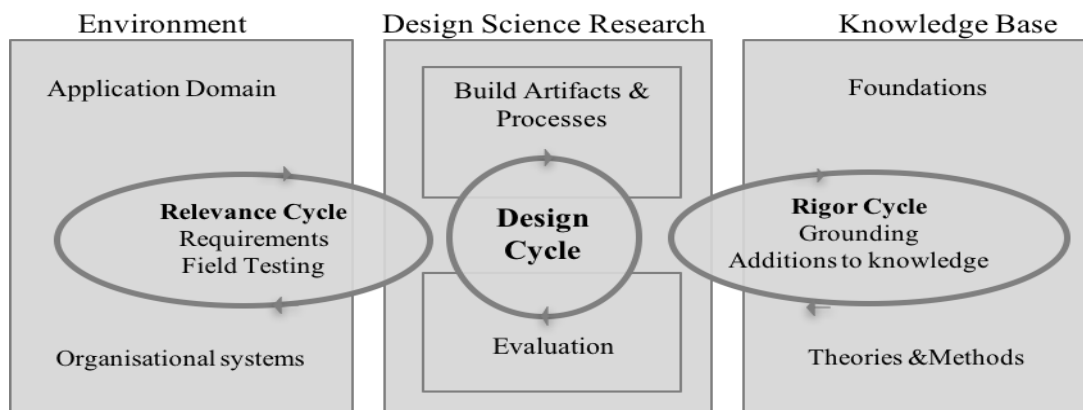 Environment
Design Science Research
Knowledge Base
Application Domain
Build Artifacts &
Processes
Foundations
Relevance Cycle
Requirements
Field Testing
Design
Cycle
Rigor Cycle
Grounding
Additions to knowledge
Organisational systems
Evaluation
Theories &Methods